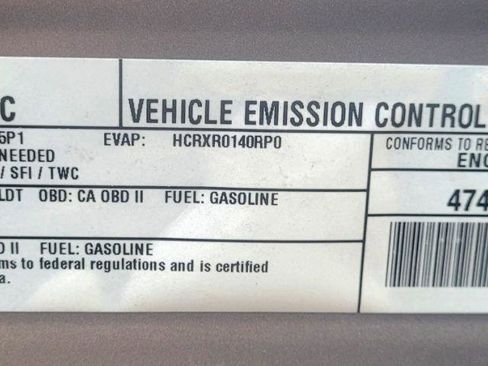 C VEHICLE EMISSION CONTROL
5P1 EVAP: HCRXR0140RP0
NEEDED
/ SFI / TWC
CONFORMS TO RE
ENG
LDT OBD: CA OBD II FUEL: GASOLINE
474
D II FUEL: GASOLINE
ms to federal regulations and is certified
a.